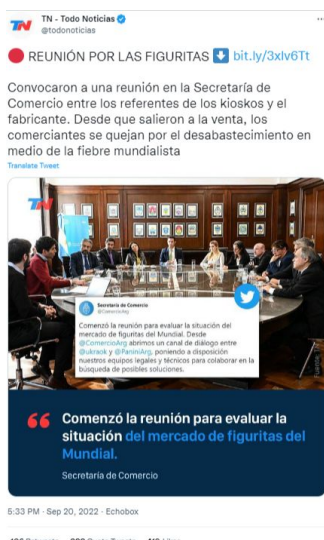 TN - Todo Noticias
@todonoticias
REUNIÓN POR LAS FIGURITAS bit.ly/3xlv6Tt
Convocaron a una reunión en la Secretaría de
Comercio entre los referentes de los kioskos y el
fabricante. Desde que salieron a la venta, los
comerciantes se quejan por el desabastecimiento en
medio de la fiebre mundialista
Translate Tweet
TN
Secretaría de Comercio
@ComercioArg
Comenzó la reunión para evaluar la situación del
mercado de figuritas del Mundial. Desde
@ComercioArg abrimos un canal de diálogo entre
@ukraok y @PaniniArg, poniendo a disposición
nuestros equipos legales y técnicos para colaborar en la
búsqueda de posibles soluciones.
Comenzó la reunión para evaluar la
situación del mercado de figuritas del
Mundial.
Secretaría de Comercio
5:33 PM · Sep 20, 2022 · Echobox